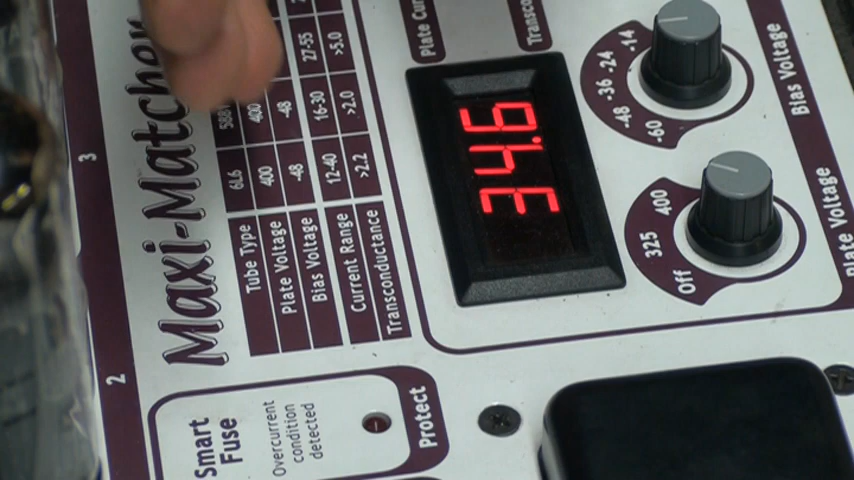 Maxi-Matcher
Tube Type 6L6
Plate Voltage 400 400
Bias Voltage -48 -48
Current Range 12-40 16-30 27-55
Transconductance >2.2 >2.0 >5.0
Plate Cur
Transco
34.6
Off 325 400
Plate Voltage
-60 -48 -36 -24 -14
Bias Voltage
Smart
Fuse
Overcurrent
condition
detected
Protect
2
3